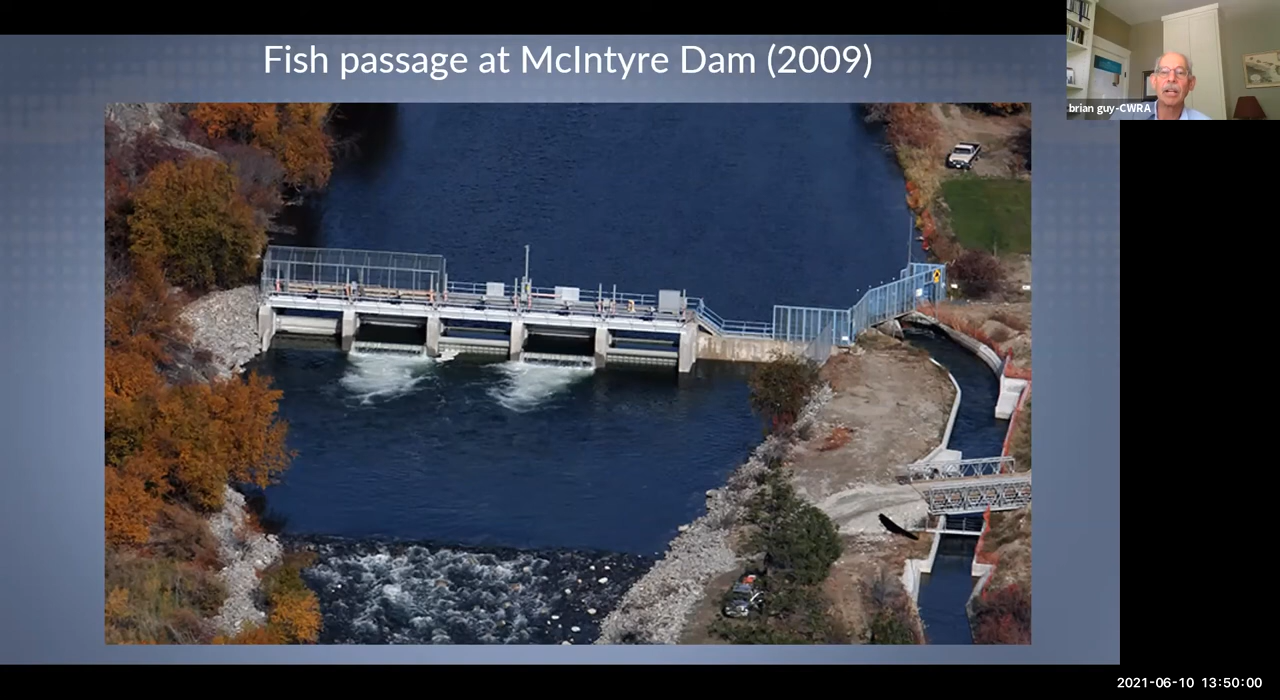 Fish passage at McIntyre Dam (2009)
brian guy-CWRA
2021-06-10 13:50:00